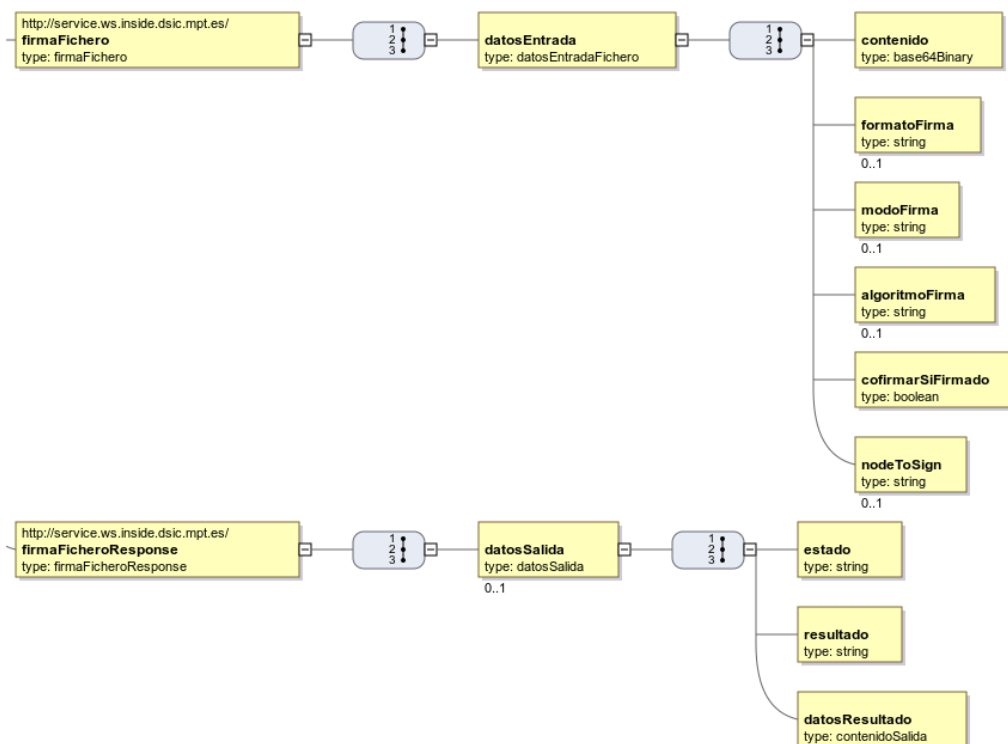 http://service.ws.inside.dsic.mpt.es/
firmaFichero
type: firmaFichero
1
2
3
datosEntrada
type: datosEntradaFichero
1
2
3
contenido
type: base64Binary
formatoFirma
type: string
0..1
modoFirma
type: string
0..1
algoritmoFirma
type: string
0..1
cofirmarSiFirmado
type: boolean
nodeToSign
type: string
0..1
http://service.ws.inside.dsic.mpt.es/
firmaFicheroResponse
type: firmaFicheroResponse
1
2
3
datosSalida
type: datosSalida
0..1
1
2
3
estado
type: string
resultado
type: string
datosResultado
type: contenidoSalida